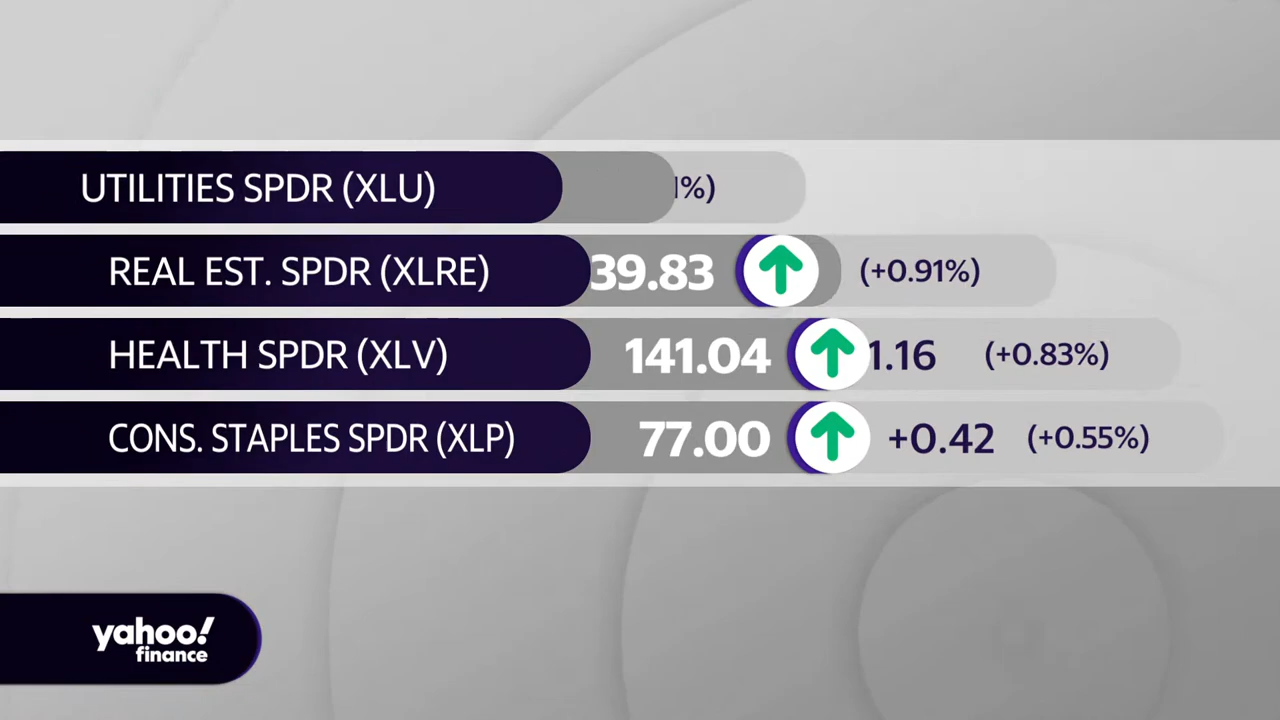 UTILITIES SPDR (XLU) %)
REAL EST. SPDR (XLRE) 39.83 (+0.91%)
HEALTH SPDR (XLV) 141.04 1.16 (+0.83%)
CONS. STAPLES SPDR (XLP) 77.00 +0.42 (+0.55%)
yahoo!
finance